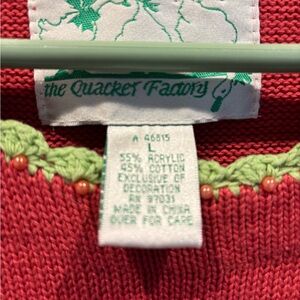 the Quacker Factory
A 46815
L
55% ACRYLIC
45% COTTON
EXCLUSIVE OF
DECORATION
RN 97031
MADE IN CHINA
OVER FOR CARE